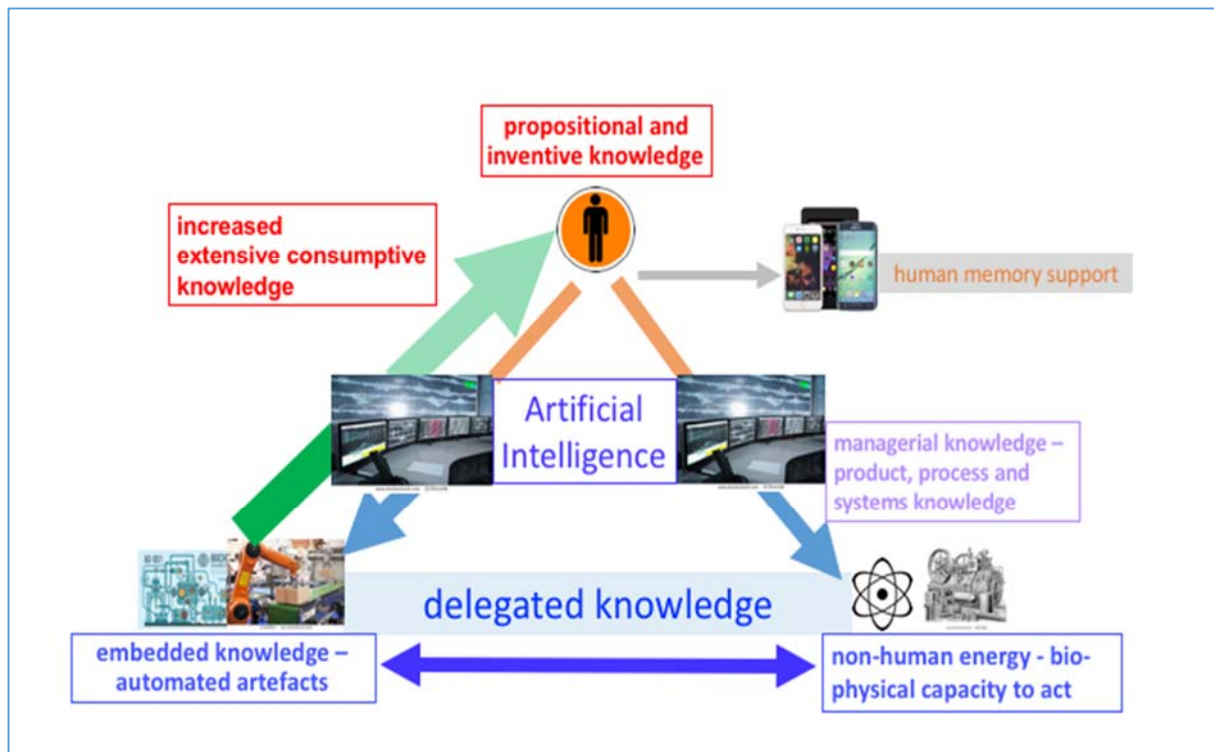 propositional and
inventive knowledge
increased
extensive consumptive
knowledge
human memory support
Artificial
Intelligence
managerial knowledge –
product, process and
systems knowledge
delegated knowledge
embedded knowledge –
automated artefacts
non-human energy - bio-
physical capacity to act